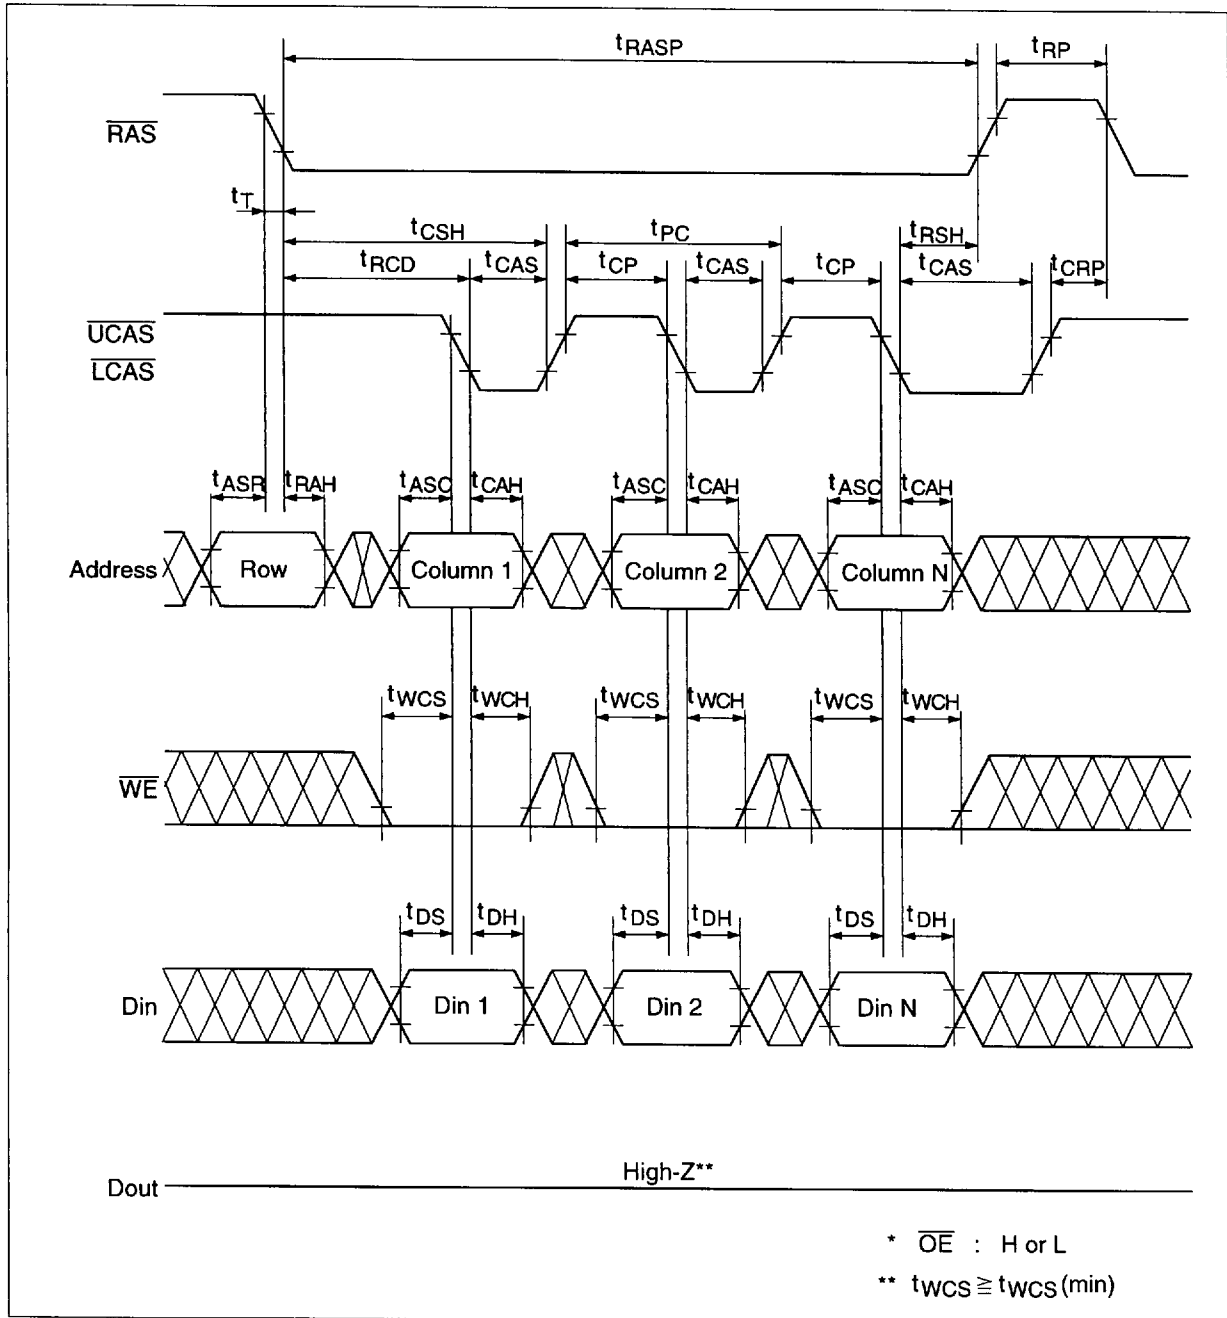 tRASP tRP
RAS
tT
tCSH tPC tRSH
tRCD tCAS tCP tCAS tCP tCAS tCRP
UCAS
LCAS
tASR tRAH tASC tCAH tASC tCAH tASC tCAH
Address Row Column 1 Column 2 Column N
tWCS tWCH tWCS tWCH tWCS tWCH
WE
tDS tDH tDS tDH tDS tDH
Din Din 1 Din 2 Din N
High-Z**
Dout
* OE : H or L
** tWCS ≧ tWCS (min)